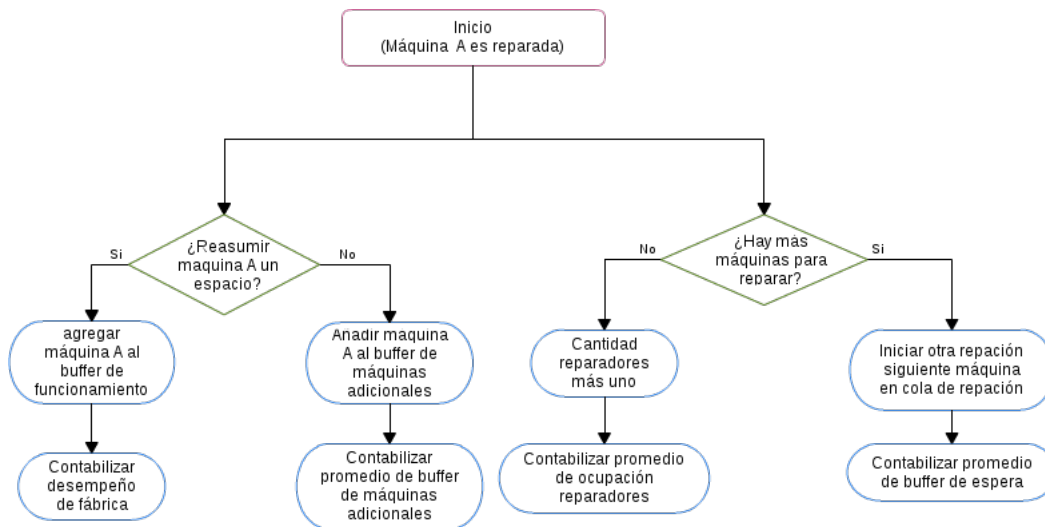 Inicio
(Máquina A es reparada)
¿Reasumir
maquina A un
espacio?
Si
No
¿Hay más
máquinas para
reparar?
No
Si
agregar
máquina A al
buffer de
funcionamiento
Anadir maquina
A al buffer de
máquinas
adicionales
Cantidad
reparadores
más uno
Iniciar otra repación
siguiente máquina
en cola de repación
Contabilizar
desempeño
de fábrica
Contabilizar
promedio de buffer
de máquinas
adicionales
Contabilizar promedio
de ocupación
reparadores
Contabilizar promedio
de buffer de espera